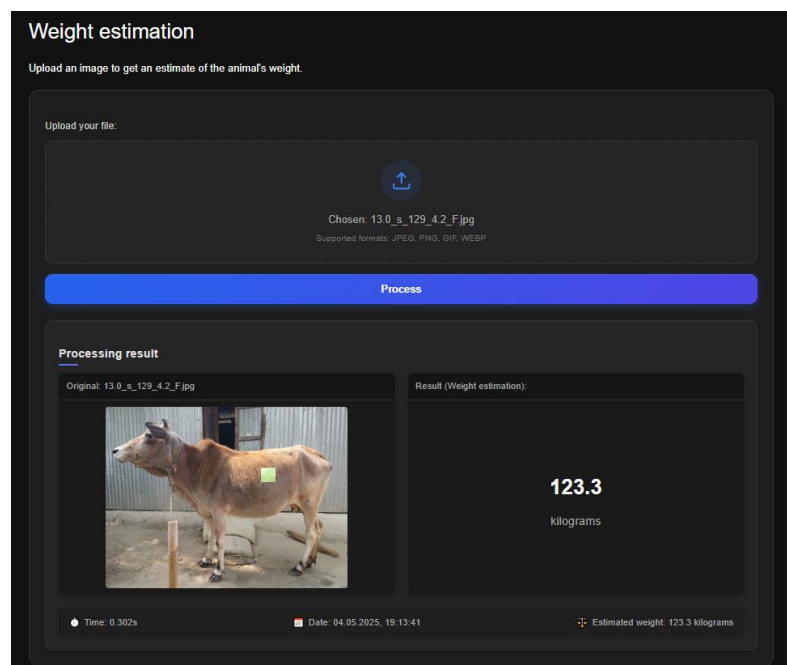 Weight estimation
Upload an image to get an estimate of the animal's weight.
Upload your file:
Chosen: 13.0_s_129_4.2_F.jpg
Supported formats: JPEG, PNG, GIF, WEBP
Process
Processing result
Original: 13.0_s_129_4.2_F.jpg
Result (Weight estimation):
123.3
kilograms
Time: 0.302s
Date: 04.05.2025, 19:13:41
Estimated weight: 123.3 kilograms